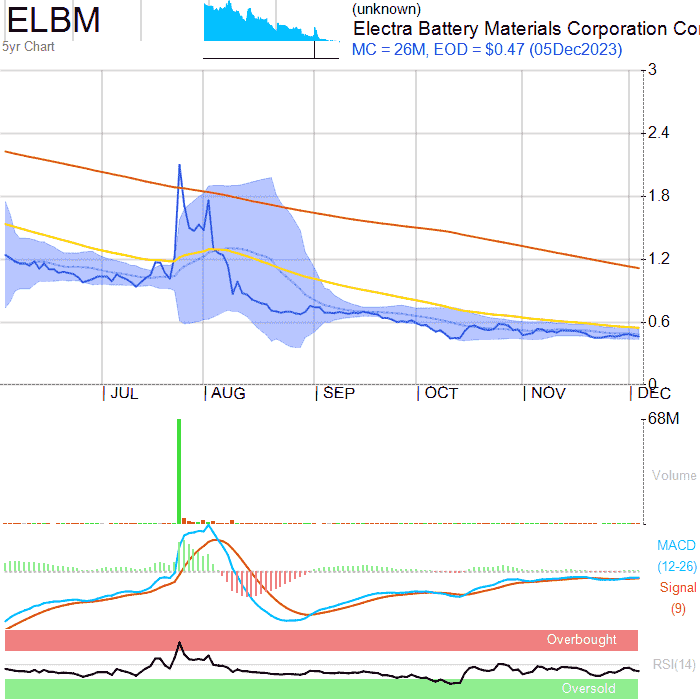 ELBM
5yr Chart
(unknown)
Electra Battery Materials Corporation Co
MC = 26M, EOD = $0.47 (05Dec2023)
3
2.4
1.8
1.2
0.6
0
JUL AUG SEP OCT NOV DEC
68M
Volume
MACD
(12-26)
Signal
(9)
Overbought
RSI(14)
Oversold